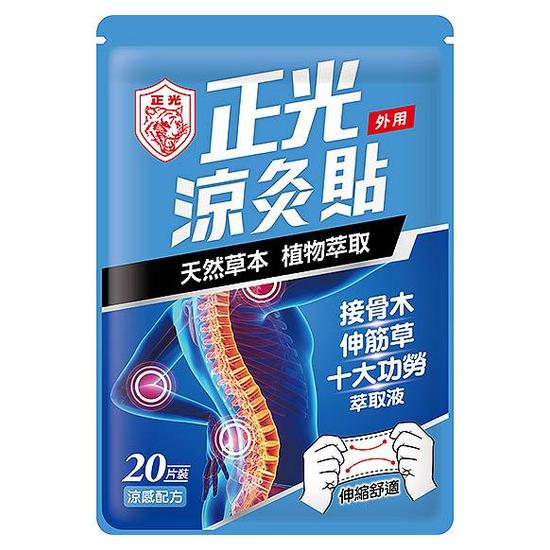 正光
正光
外用
涼灸貼
天然草本 植物萃取
接骨木
伸筋草
十大功勞
萃取液
20片裝
涼感配方
伸縮舒適